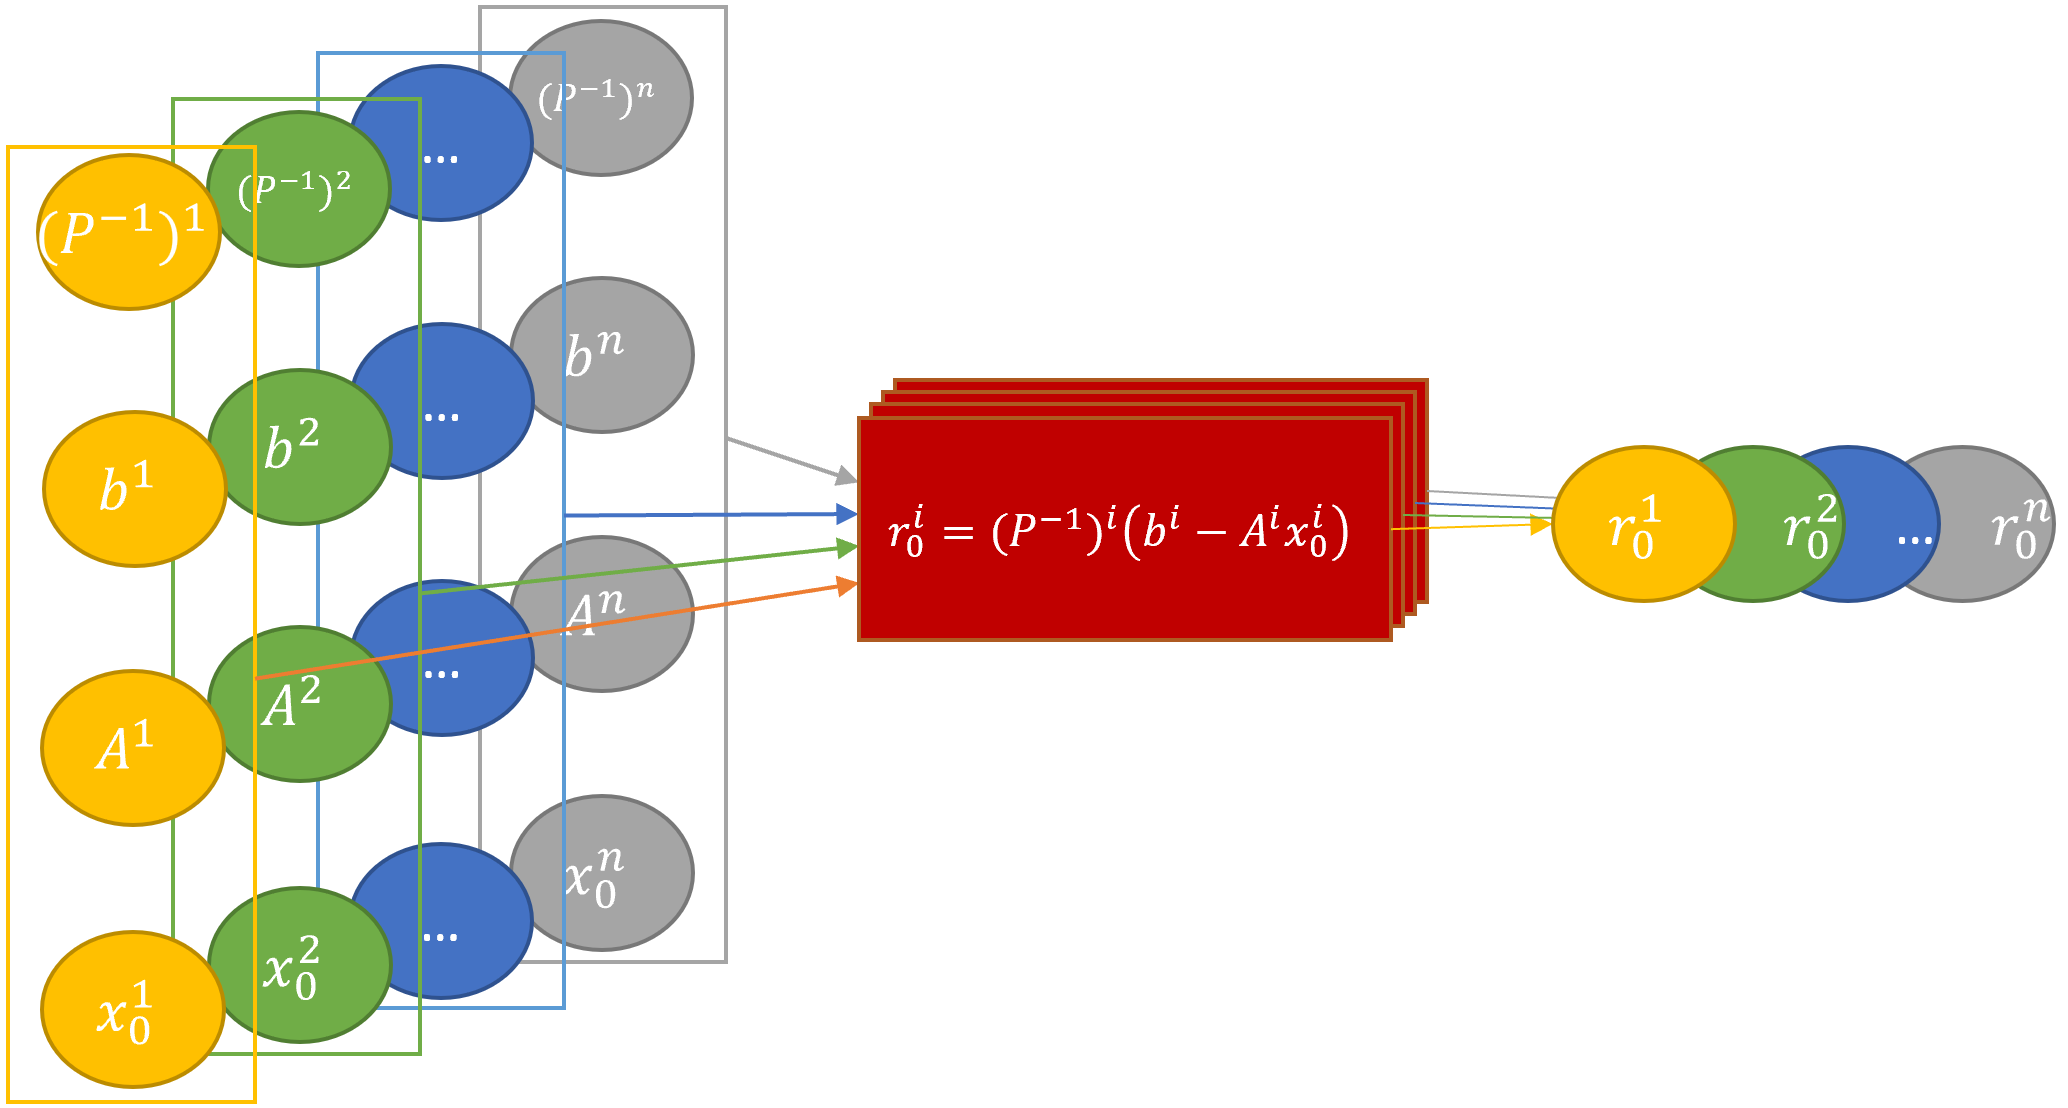 (P⁻¹)¹
(P⁻¹)²
...
(P⁻¹)ⁿ
b¹
b²
...
bⁿ
A¹
A²
...
Aⁿ
x₀¹
x₀²
...
x₀ⁿ
r₀ⁱ = (P⁻¹)ⁱ(bⁱ − Aⁱx₀ⁱ)
r₀¹
r₀²
...
r₀ⁿ